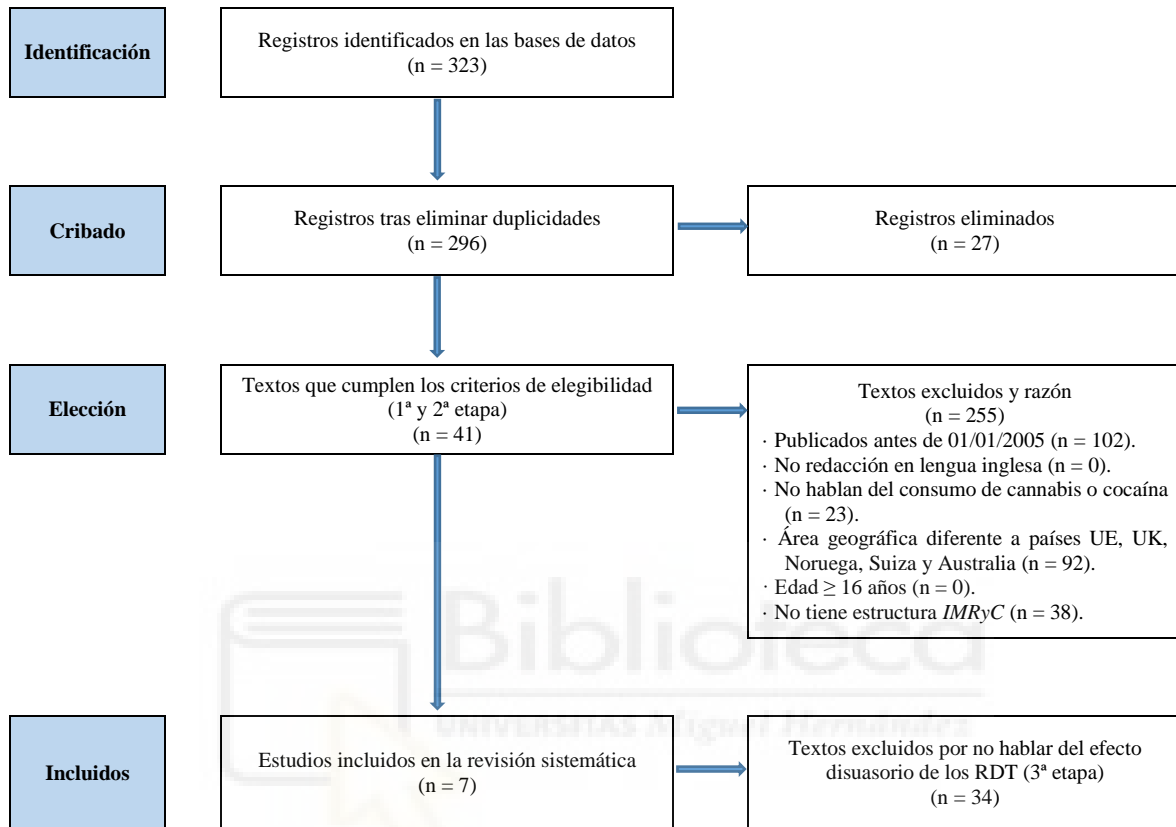 Identificación
Registros identificados en las bases de datos
(n = 323)
Cribado
Registros tras eliminar duplicidades
(n = 296)
Registros eliminados
(n = 27)
Elección
Textos que cumplen los criterios de elegibilidad
(1ª y 2ª etapa)
(n = 41)
Textos excluidos y razón
(n = 255)
· Publicados antes de 01/01/2005 (n = 102).
· No redacción en lengua inglesa (n = 0).
· No hablan del consumo de cannabis o cocaína
(n = 23).
· Área geográfica diferente a países UE, UK,
Noruega, Suiza y Australia (n = 92).
· Edad ≥ 16 años (n = 0).
· No tiene estructura IMRyC (n = 38).
Biblioteca
UNIVERSITAS Miguel Hernández
Incluidos
Estudios incluidos en la revisión sistemática
(n = 7)
Textos excluidos por no hablar del efecto
disuasorio de los RDT (3ª etapa)
(n = 34)